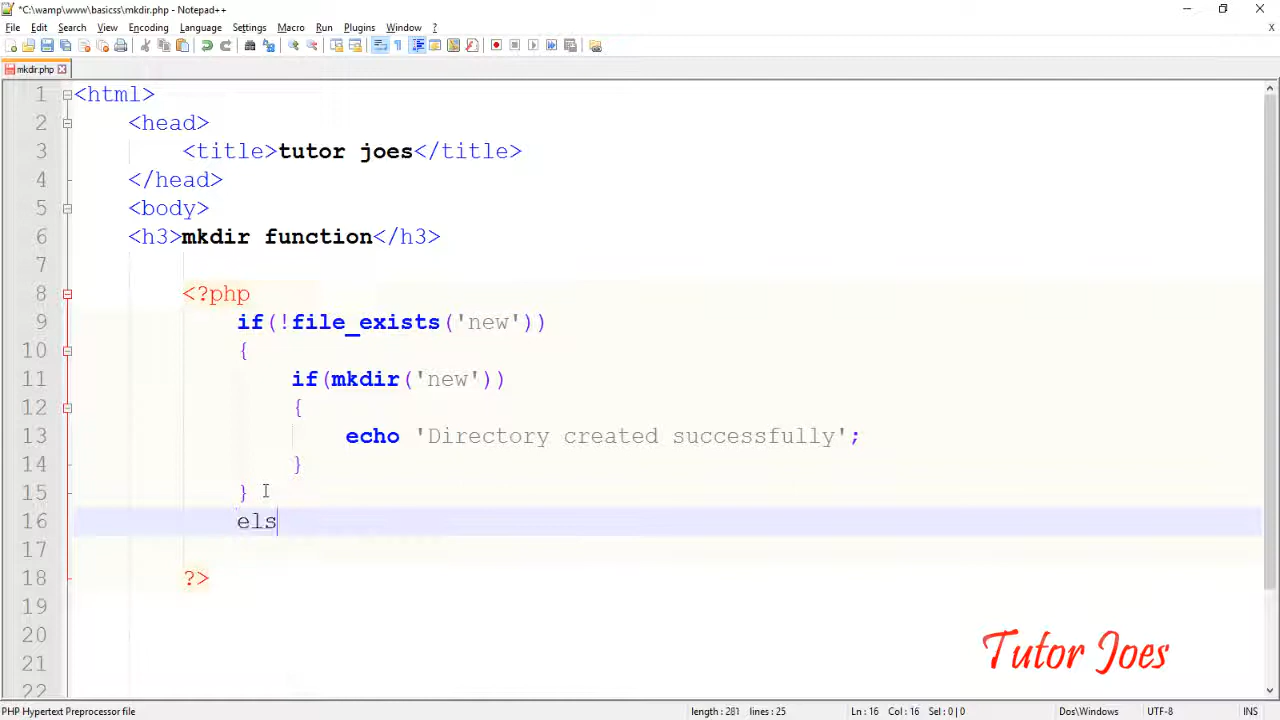 *C:\wamp\www\basicss\mkdir.php - Notepad++
File Edit Search View Encoding Language Settings Macro Run Plugins Window ?
X
mkdir.php
1 <html>
2 <head>
3 <title>tutor joes</title>
4 </head>
5 <body>
6 <h3>mkdir function</h3>
7
8 <?php
9 if(!file_exists('new'))
10 {
11 if(mkdir('new'))
12 {
13 echo 'Directory created successfully';
14 }
15 }
16 els
17
18 ?>
19
20
21
22
Tutor Joes
PHP Hypertext Preprocessor file length : 281 lines : 25 Ln : 16 Col : 16 Sel : 0 | 0 Dos\Windows UTF-8 INS